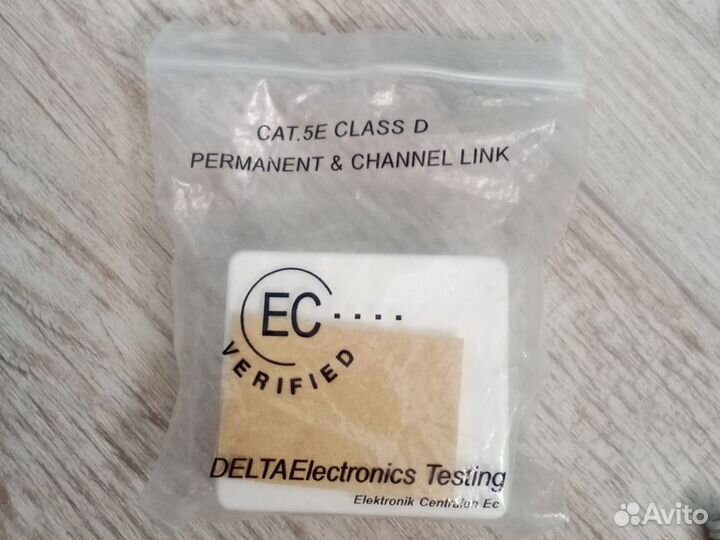 CAT.5E CLASS D
PERMANENT & CHANNEL LINK
EC ....
VERIFIED
DELTAElectronics Testing
Elektronik Centralen Ec
Avito